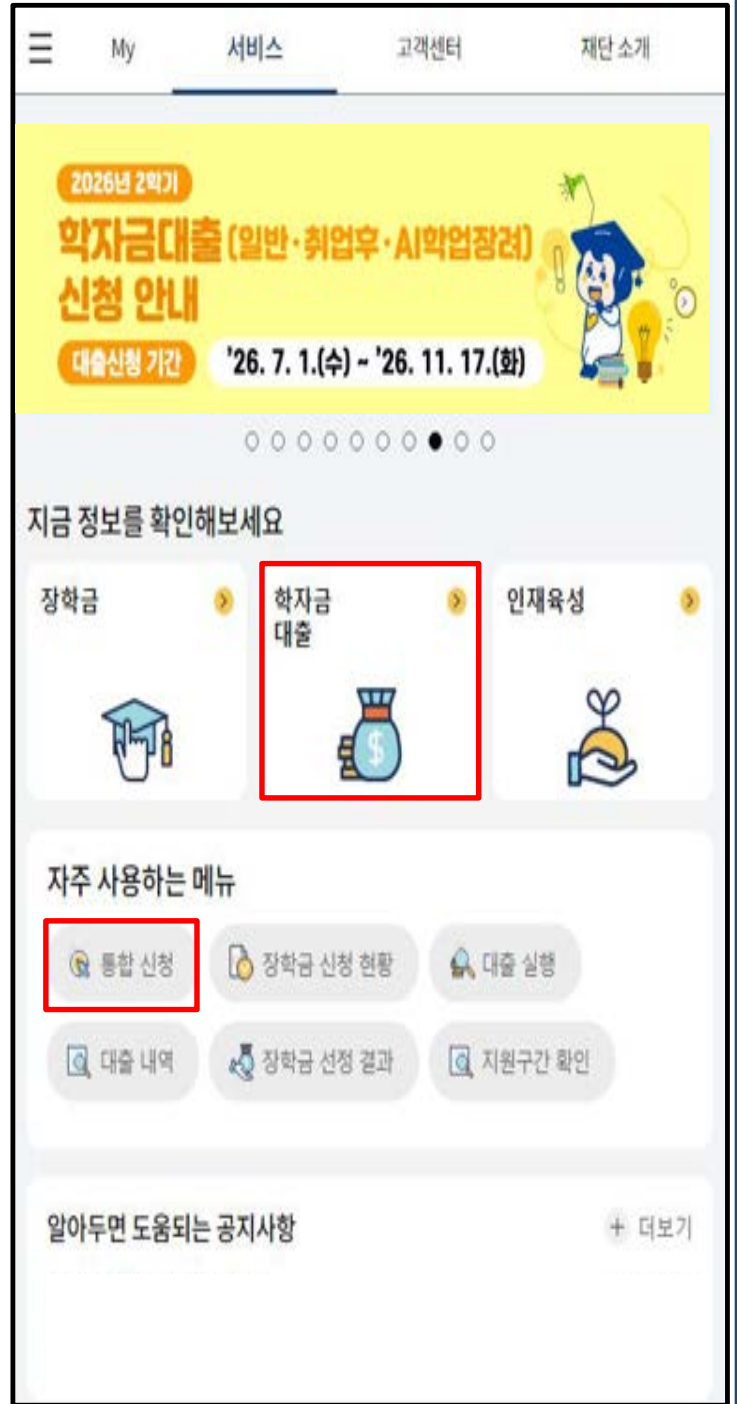 My 서비스 고객센터 재단 소개
2026년 2학기
학자금대출 (일반·취업후·AI학업장려)
신청 안내
대출신청 기간 '26. 7. 1.(수) ~ '26. 11. 17.(화)
지금 정보를 확인해보세요
장학금 학자금 인재육성
대출
$
자주 사용하는 메뉴
통합 신청 장학금 신청 현황 대출 실행
대출 내역 장학금 선정 결과 지원구간 확인
알아두면 도움되는 공지사항 + 더보기